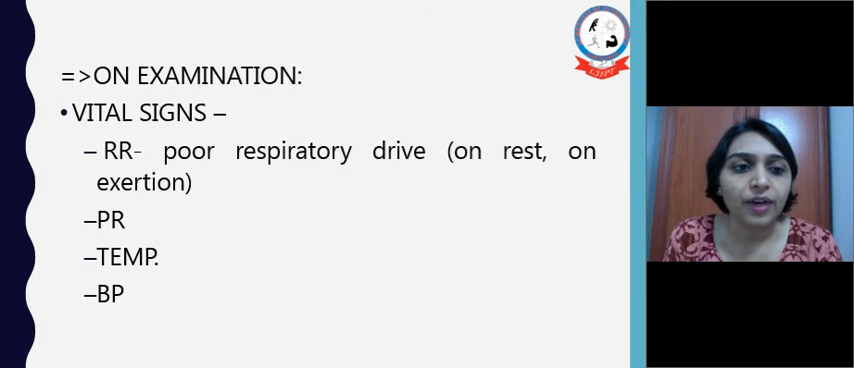 =>ON EXAMINATION:
•VITAL SIGNS –
– RR- poor respiratory drive (on rest, on
exertion)
–PR
–TEMP.
–BP